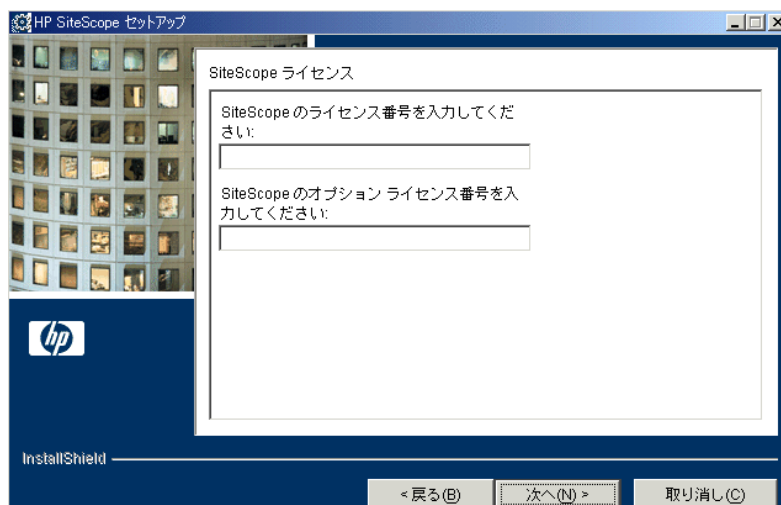 HP SiteScope セットアップ
SiteScope ライセンス
SiteScope のライセンス番号を入力してくだ
さい:
SiteScope のオプション ライセンス番号を入
力してください:
hp
InstallShield
< 戻る(B)
次へ(N) >
取り消し(C)